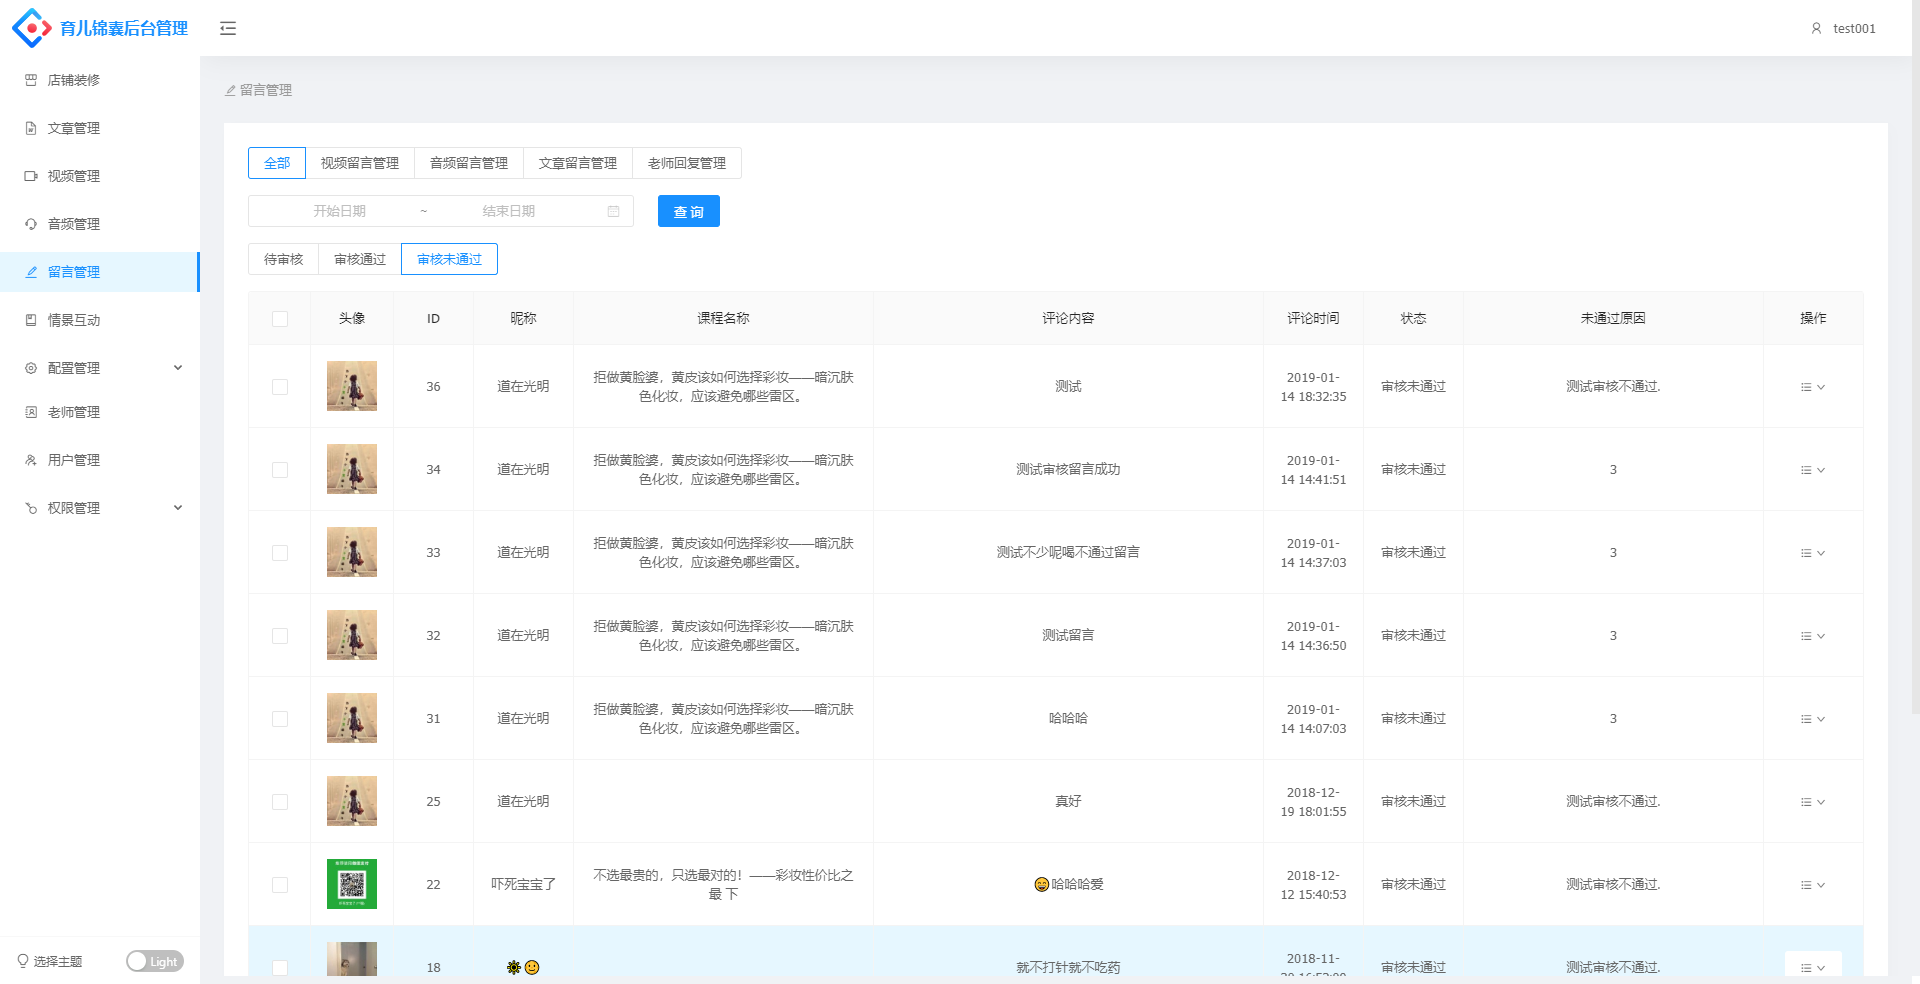 育儿锦囊后台管理
test001
店铺装修
文章管理
视频管理
音频管理
留言管理
情景互动
配置管理
老师管理
用户管理
权限管理
选择主题
Light
留言管理
全部
视频留言管理
音频留言管理
文章留言管理
老师回复管理
开始日期 ~ 结束日期
查 询
待审核
审核通过
审核未通过
头像 ID 昵称 课程名称 评论内容 评论时间 状态 未通过原因 操作
36 道在光明 拒做黄脸婆，黄皮该如何选择彩妆——暗沉肤 测试 2019-01- 审核未通过 测试审核不通过.
色化妆，应该避免哪些雷区。 14 18:32:35
34 道在光明 拒做黄脸婆，黄皮该如何选择彩妆——暗沉肤 测试审核留言成功 2019-01- 审核未通过 3
色化妆，应该避免哪些雷区。 14 14:41:51
33 道在光明 拒做黄脸婆，黄皮该如何选择彩妆——暗沉肤 测试不少呢喝不通过留言 2019-01- 审核未通过 3
色化妆，应该避免哪些雷区。 14 14:37:03
32 道在光明 拒做黄脸婆，黄皮该如何选择彩妆——暗沉肤 测试留言 2019-01- 审核未通过 3
色化妆，应该避免哪些雷区。 14 14:36:50
31 道在光明 拒做黄脸婆，黄皮该如何选择彩妆——暗沉肤 哈哈哈 2019-01- 审核未通过 3
色化妆，应该避免哪些雷区。 14 14:07:03
25 道在光明 真好 2018-12- 审核未通过 测试审核不通过.
19 18:01:55
22 吓死宝宝了 不选最贵的，只选最对的！——彩妆性价比之 😄哈哈哈爱 2018-12- 审核未通过 测试审核不通过.
最 下 12 15:40:53
18 ☀🙂 就不打针就不吃药 2018-11- 审核未通过 测试审核不通过.